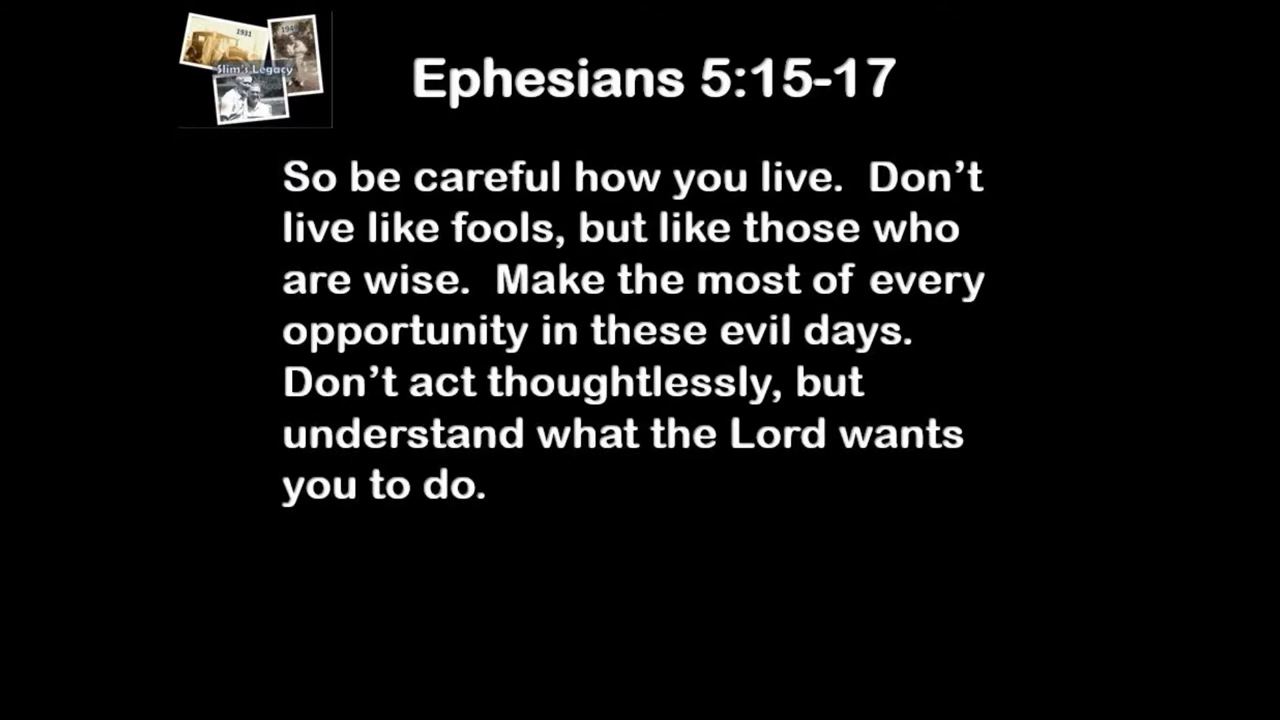 1931
Slim's Legacy
Ephesians 5:15-17
So be careful how you live.  Don’t
live like fools, but like those who
are wise.  Make the most of every
opportunity in these evil days.
Don’t act thoughtlessly, but
understand what the Lord wants
you to do.